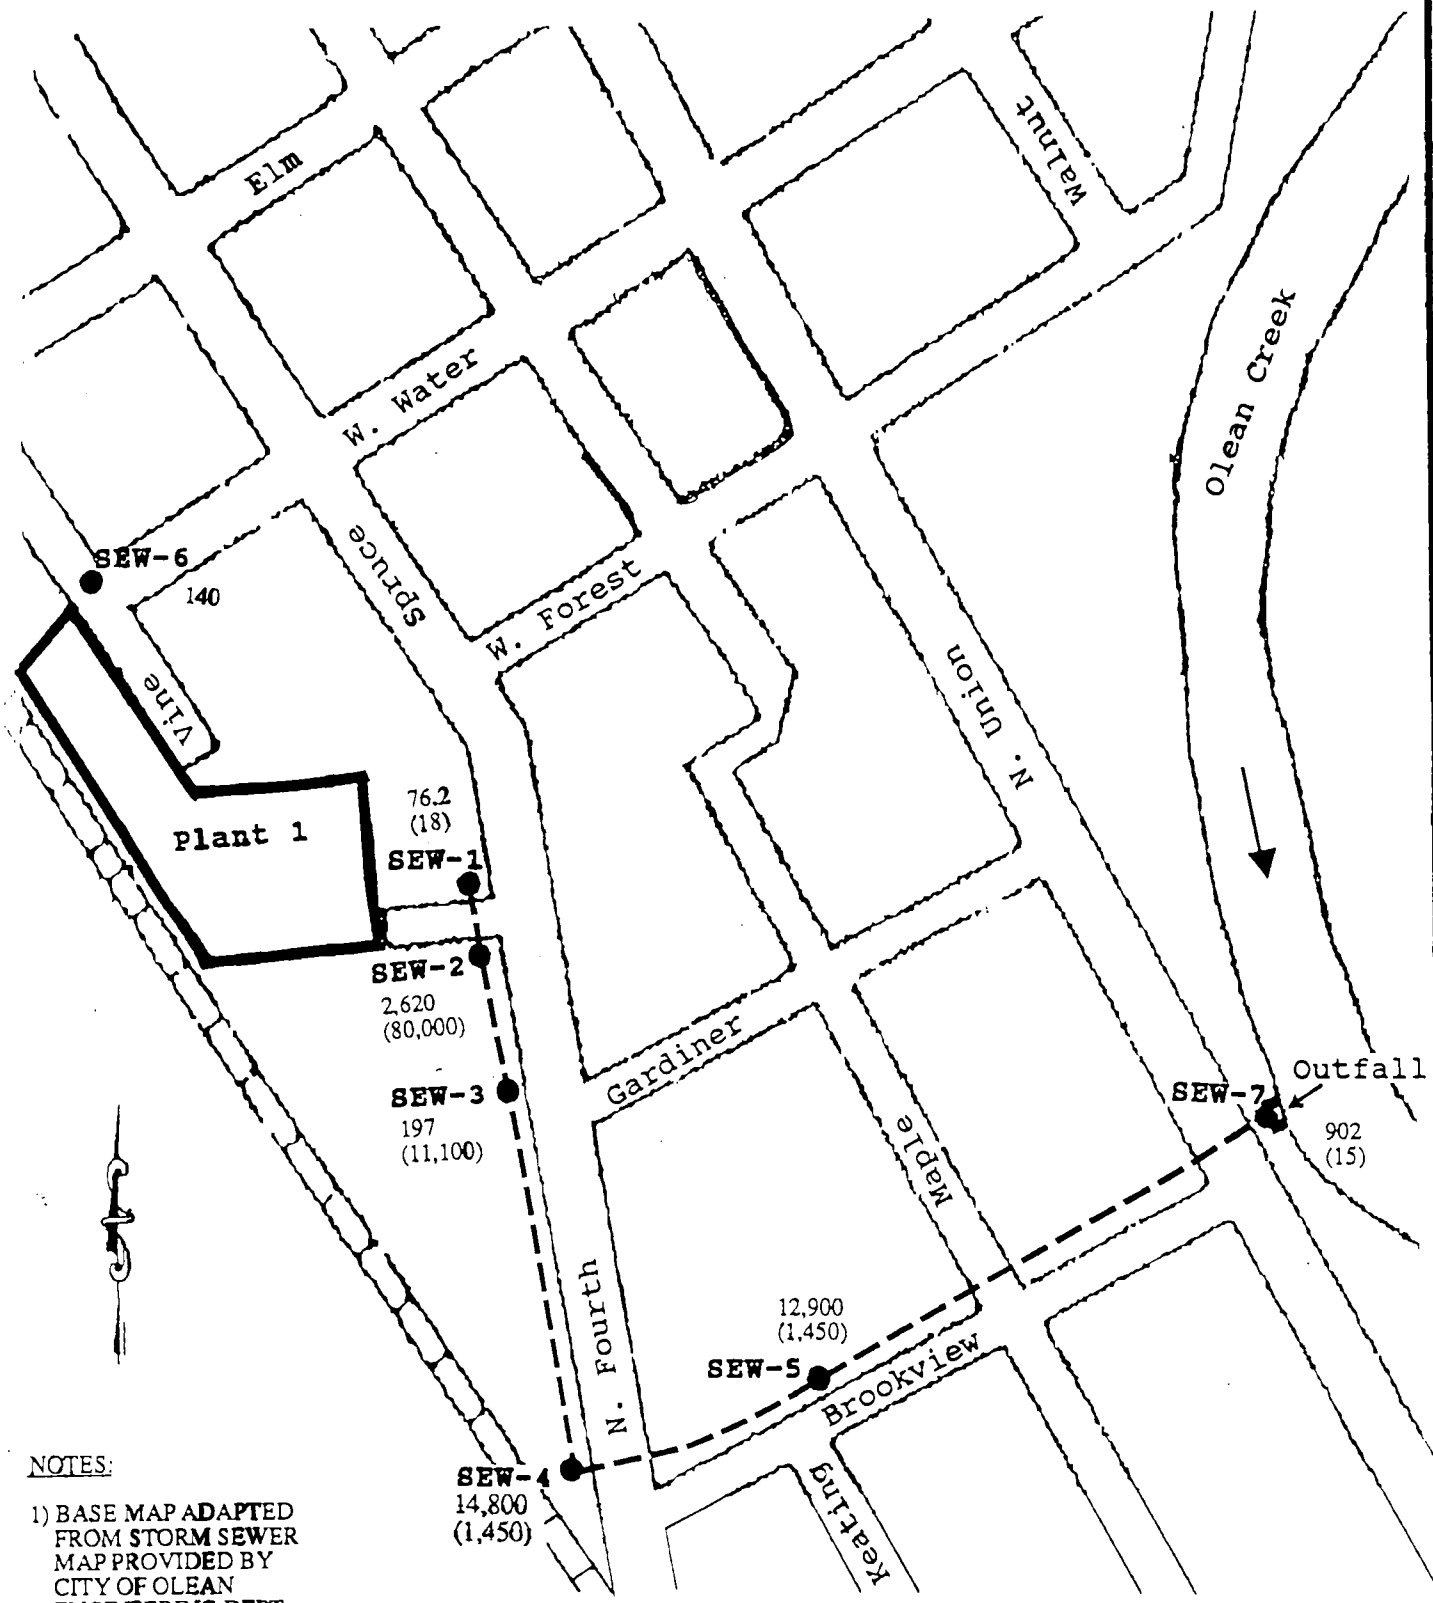 Elm
Walnut
Olean Creek
W. Water
Spruce
SEW-6
140
W. Forest
N. Union
Vine
76.2
(18)
Plant 1
SEW-1
SEW-2
2,620
(80,000)
Gardiner
SEW-3
197
(11,100)
Outfall
SEW-7
902
(15)
Maple
N. Fourth
12,900
(1,450)
SEW-5
Brookview
SEW-4
14,800
(1,450)
Keating
NOTES:
1) BASE MAP ADAPTED
FROM STORM SEWER
MAP PROVIDED BY
CITY OF OLEAN